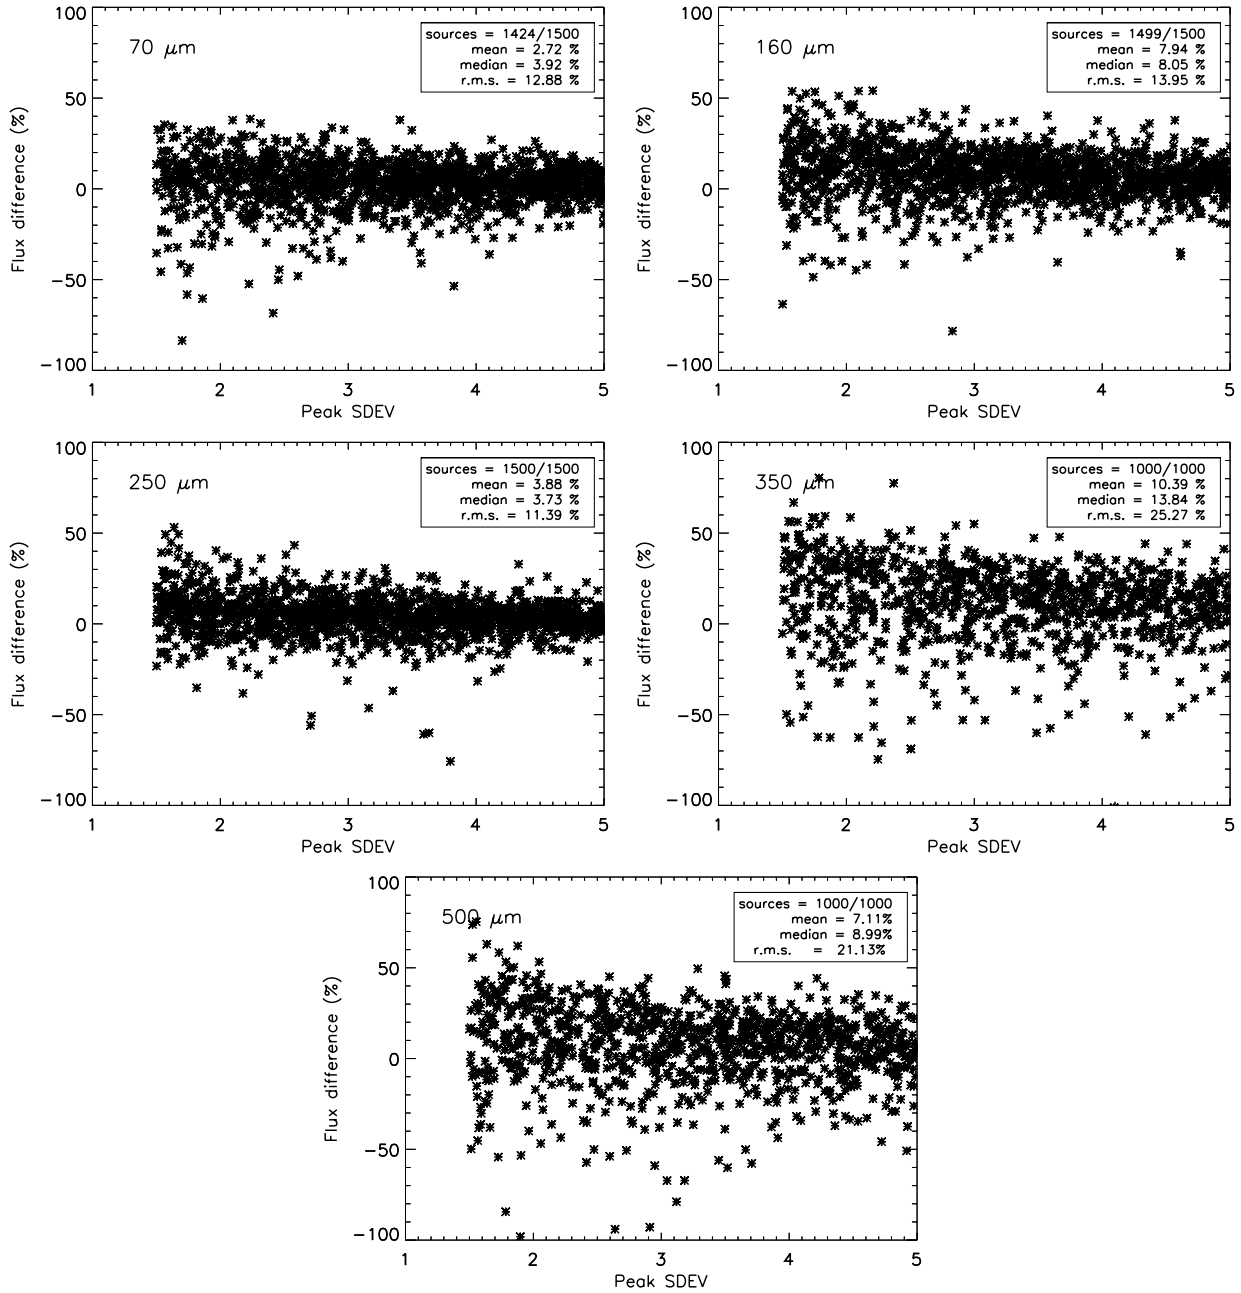 70 μm
sources = 1424/1500
mean = 2.72 %
median = 3.92 %
r.m.s. = 12.88 %
100
50
0
−50
−100
Flux difference (%)
1 2 3 4 5
Peak SDEV
160 μm
sources = 1499/1500
mean = 7.94 %
median = 8.05 %
r.m.s. = 13.95 %
100
50
0
−50
−100
Flux difference (%)
1 2 3 4 5
Peak SDEV
250 μm
sources = 1500/1500
mean = 3.88 %
median = 3.73 %
r.m.s. = 11.39 %
100
50
0
−50
−100
Flux difference (%)
1 2 3 4 5
Peak SDEV
350 μm
sources = 1000/1000
mean = 10.39 %
median = 13.84 %
r.m.s. = 25.27 %
100
50
0
−50
−100
Flux difference (%)
1 2 3 4 5
Peak SDEV
500 μm
sources = 1000/1000
mean = 7.11%
median = 8.99%
r.m.s. = 21.13%
100
50
0
−50
−100
Flux difference (%)
1 2 3 4 5
Peak SDEV